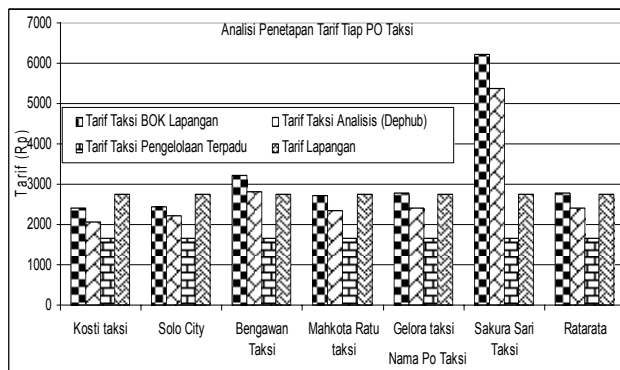 Analisi Penetapan Tarif Tiap PO Taksi
7000
6000
5000
4000
3000
2000
1000
0
Tarif (Rp)
Tarif Taksi BOK Lapangan
Tarif Taksi Analisis (Dephub)
Tarif Taksi Pengelolaan Terpadu
Tarif Lapangan
Kosti taksi
Solo City
Bengawan
Taksi
Mahkota Ratu
taksi
Gelora taksi
Sakura Sari
Taksi
Ratarata
Nama Po Taksi